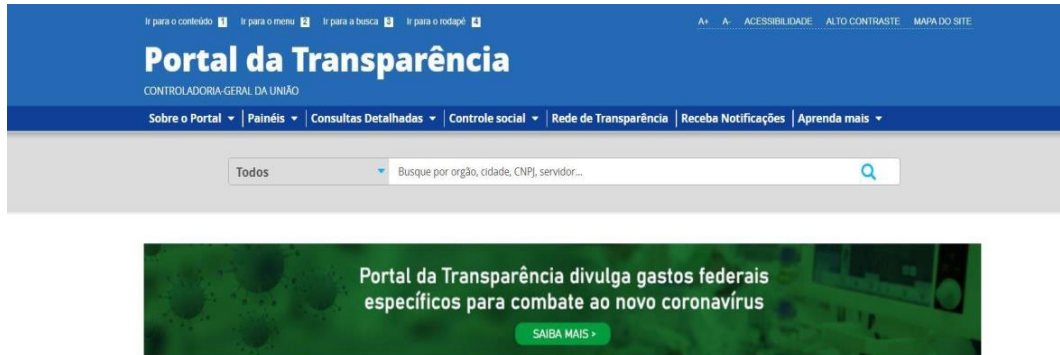 Ir para o conteúdo 1 Ir para o menu 2 Ir para a busca 3 Ir para o rodapé 4 A+ A- ACESSIBILIDADE ALTO CONTRASTE MAPA DO SITE
Portal da Transparência
CONTROLADORIA-GERAL DA UNIÃO
Sobre o Portal Painéis Consultas Detalhadas Controle social Rede de Transparência Receba Notificações Aprenda mais
Todos Busque por orgão, cidade, CNPJ, servidor...
Portal da Transparência divulga gastos federais
específicos para combate ao novo coronavírus
SAIBA MAIS >